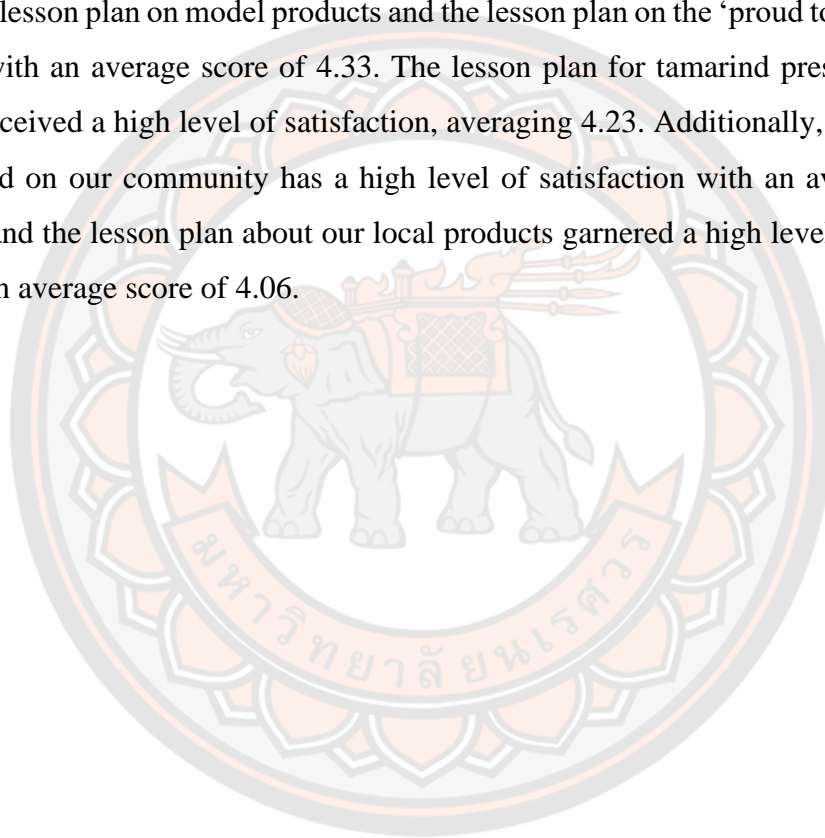 lesson plan on model products and the lesson plan on the ‘proud to
with an average score of 4.33. The lesson plan for tamarind pres
ceived a high level of satisfaction, averaging 4.23. Additionally,
d on our community has a high level of satisfaction with an av
and the lesson plan about our local products garnered a high level
n average score of 4.06.
มหาวิทยาลัยนเรศวร